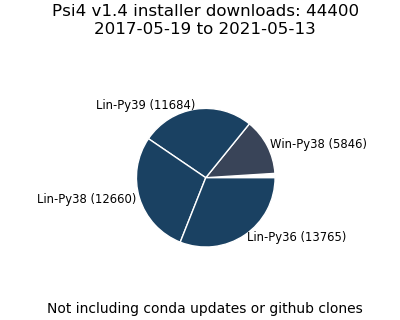 Psi4 v1.4 installer downloads: 44400
2017-05-19 to 2021-05-13
Lin-Py39 (11684)
Win-Py38 (5846)
Lin-Py38 (12660)
Lin-Py36 (13765)
Not including conda updates or github clones